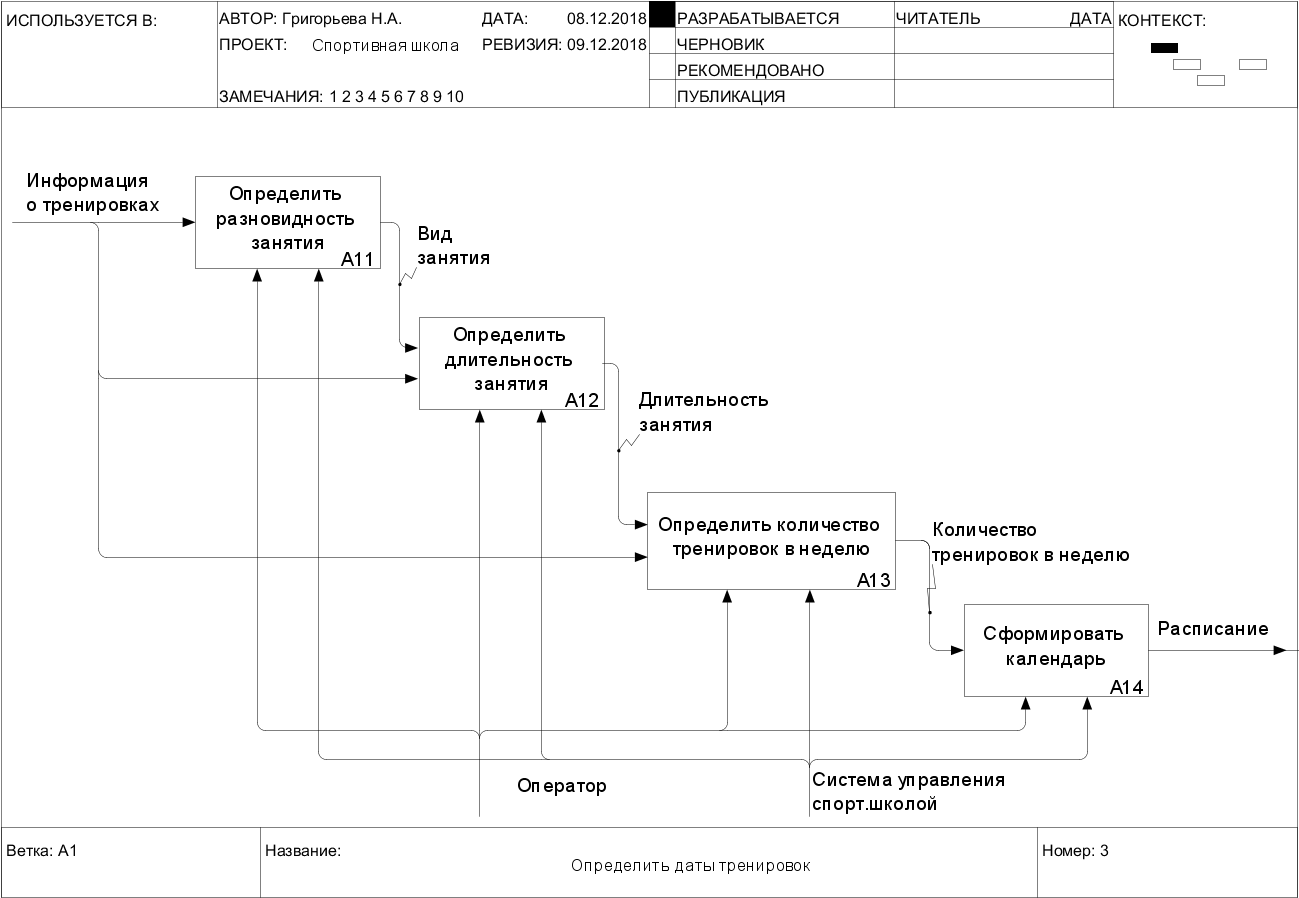 ИСПОЛЬЗУЕТСЯ В:
АВТОР: Григорьева Н.А.
ДАТА: 08.12.2018
РАЗРАБАТЫВАЕТСЯ
ЧИТАТЕЛЬ
ДАТА
КОНТЕКСТ:
ПРОЕКТ: Спортивная школа
РЕВИЗИЯ: 09.12.2018
ЧЕРНОВИК
РЕКОМЕНДОВАНО
ЗАМЕЧАНИЯ: 1 2 3 4 5 6 7 8 9 10
ПУБЛИКАЦИЯ
Информация
о тренировках
Определить
разновидность
занятия
A11
Вид
занятия
Определить
длительность
занятия
A12
Длительность
занятия
Определить количество
тренировок в неделю
A13
Количество
тренировок в неделю
Сформировать
календарь
A14
Расписание
Оператор
Система управления
спорт.школой
Ветка: A1
Название:
Определить даты тренировок
Номер: 3